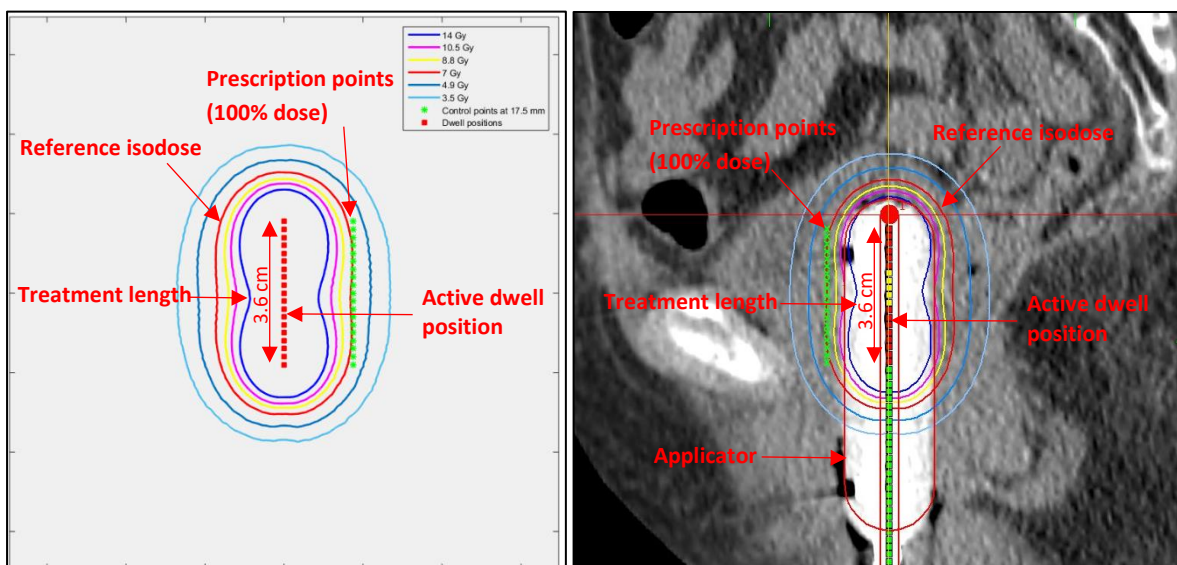 14 Gy
10.5 Gy
8.8 Gy
7 Gy
4.9 Gy
3.5 Gy
Control points at 17.5 mm
Dwell positions
Prescription points
(100% dose)
Reference isodose
Treatment length
3.6 cm
Active dwell
position
Prescription points
(100% dose)
Reference isodose
1
Treatment length
3.6 cm
Active dwell
position
Applicator